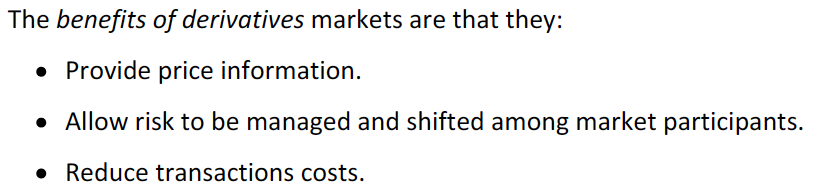 The benefits of derivatives markets are that they:
• Provide price information.
• Allow risk to be managed and shifted among market participants.
• Reduce transactions costs.